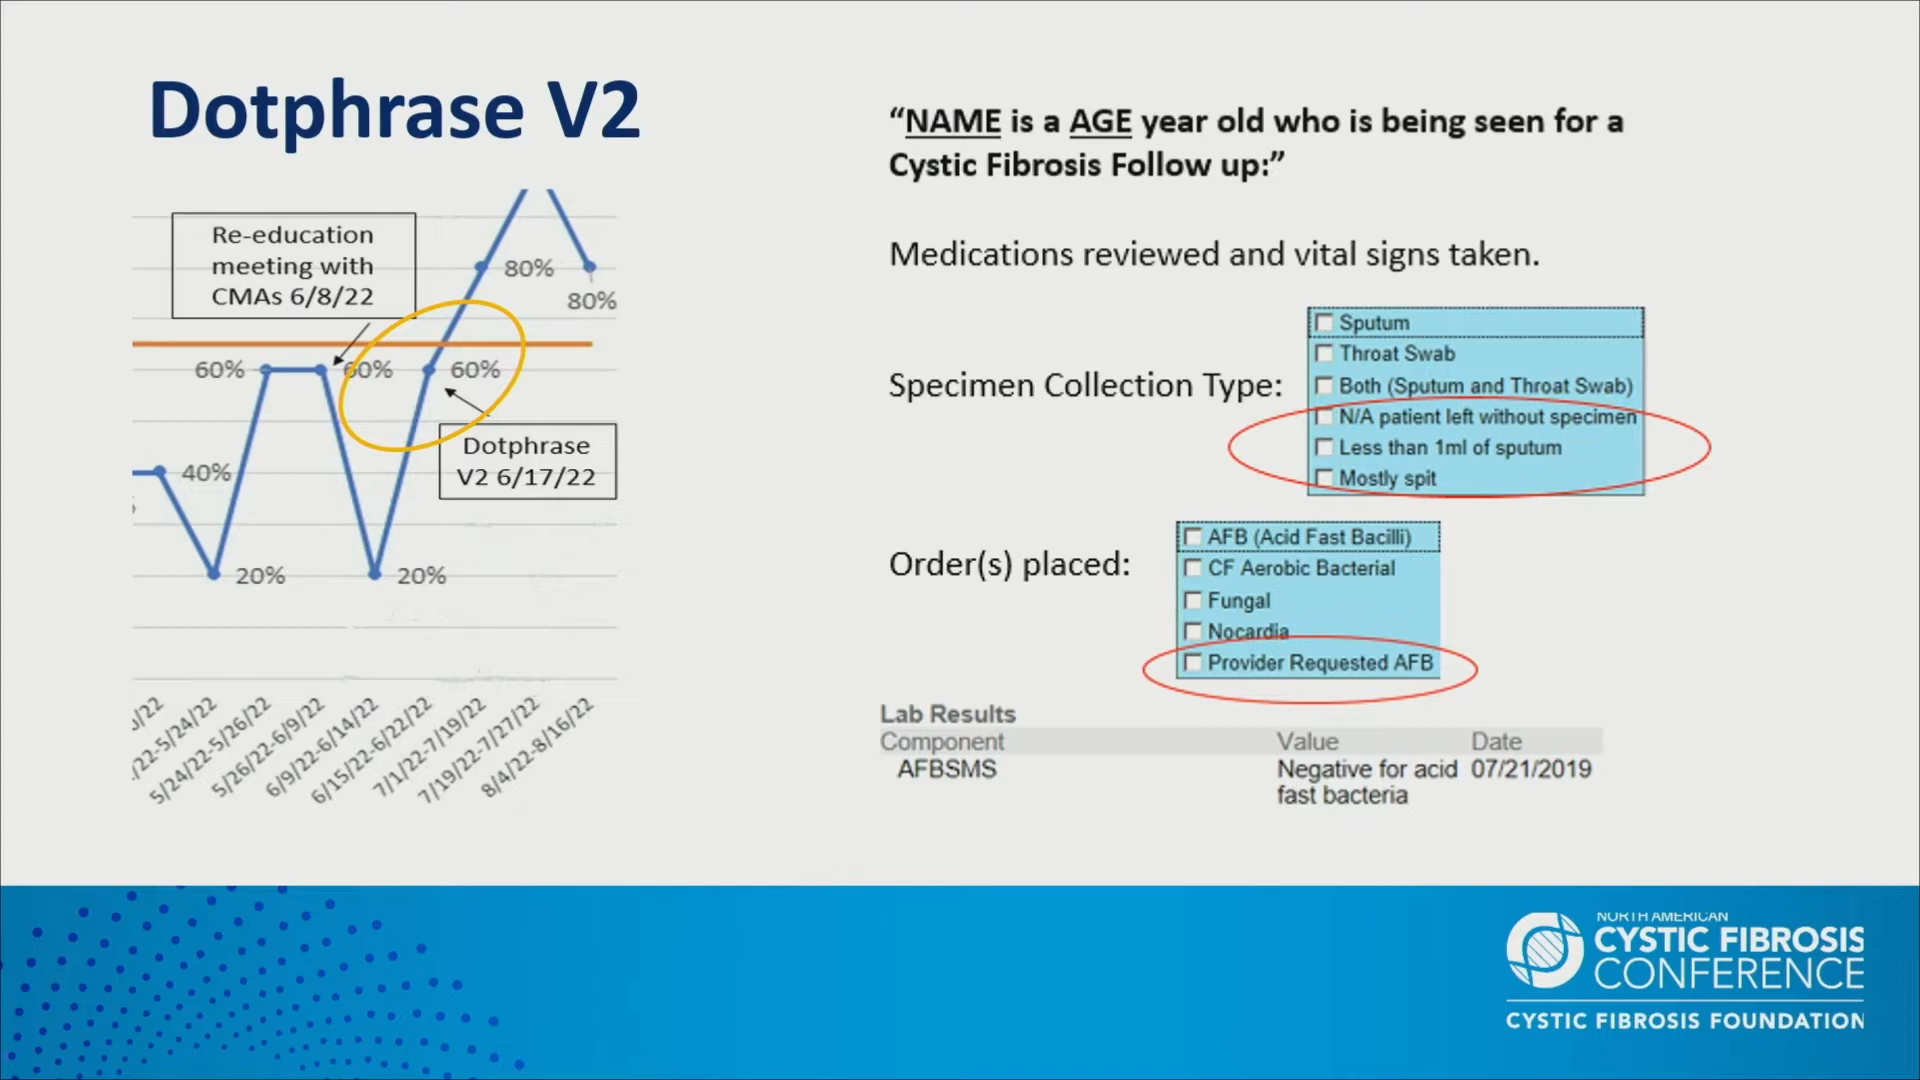 Dotphrase V2
Re-education
meeting with
CMAs 6/8/22
80%
80%
60%
60%
60%
40%
20%
20%
Dotphrase
V2 6/17/22
5/24/22-5/26/22
5/26/22-6/9/22
6/9/22-6/14/22
6/15/22-6/22/22
7/1/22-7/19/22
7/19/22-7/27/22
8/4/22-8/16/22
“NAME is a AGE year old who is being seen for a
Cystic Fibrosis Follow up:”
Medications reviewed and vital signs taken.
Specimen Collection Type:
Sputum
Throat Swab
Both (Sputum and Throat Swab)
N/A patient left without specimen
Less than 1ml of sputum
Mostly spit
Order(s) placed:
AFB (Acid Fast Bacilli)
CF Aerobic Bacterial
Fungal
Nocardia
Provider Requested AFB
Lab Results
Component Value Date
AFBSMS Negative for acid 07/21/2019
fast bacteria
NORTH AMERICAN
CYSTIC FIBROSIS
CONFERENCE
CYSTIC FIBROSIS FOUNDATION